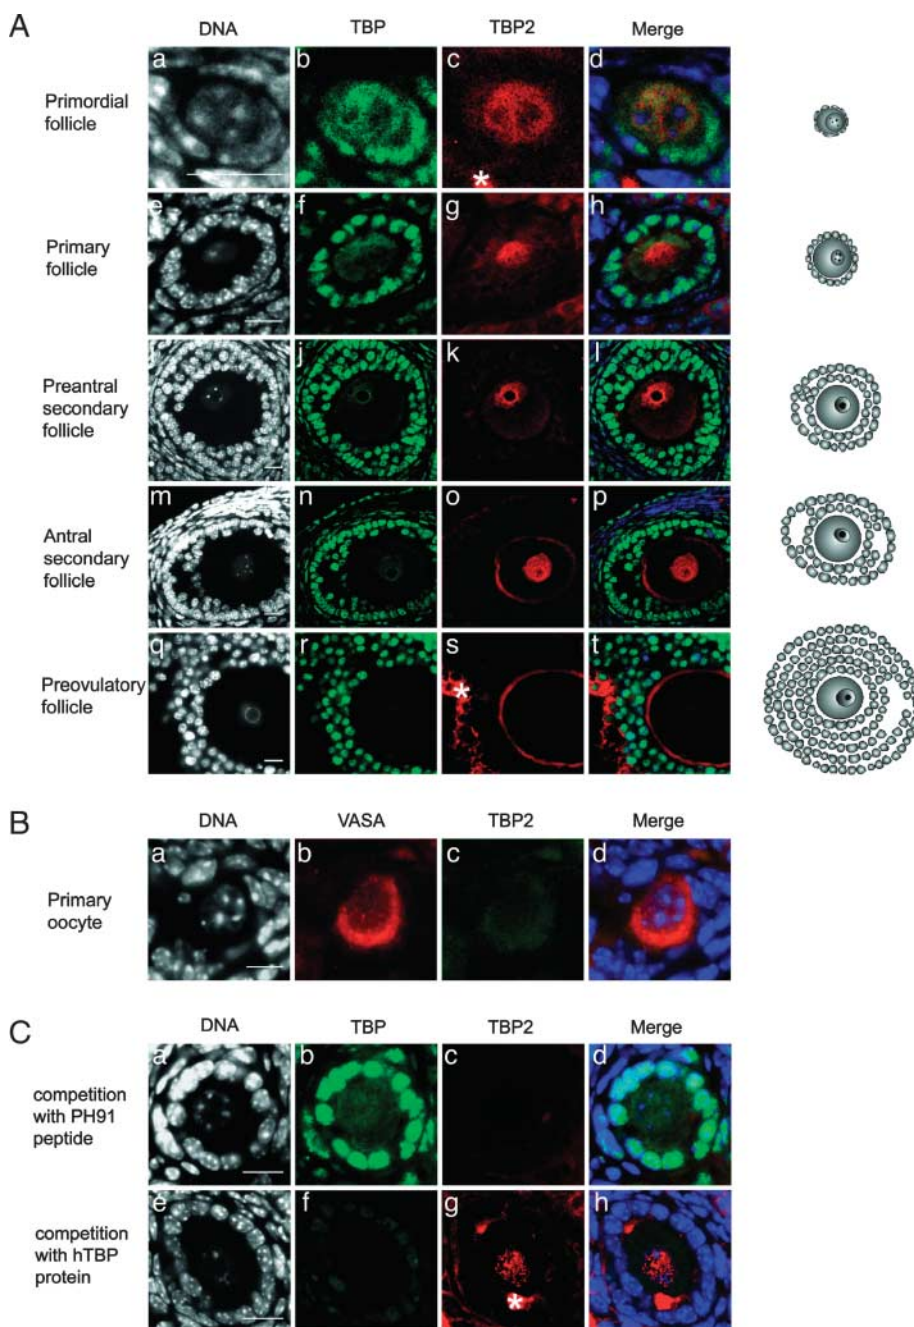 A
DNA TBP TBP2 Merge
a b c d
Primordial
follicle
*
e f g h
Primary
follicle
i j k l
Preantral
secondary
follicle
m n o p
Antral
secondary
follicle
q r s t
Preovulatory
follicle
*
B
DNA VASA TBP2 Merge
a b c d
Primary
oocyte
C
DNA TBP TBP2 Merge
a b c d
competition
with PH91
peptide
e f g h
competition
with hTBP
protein
*